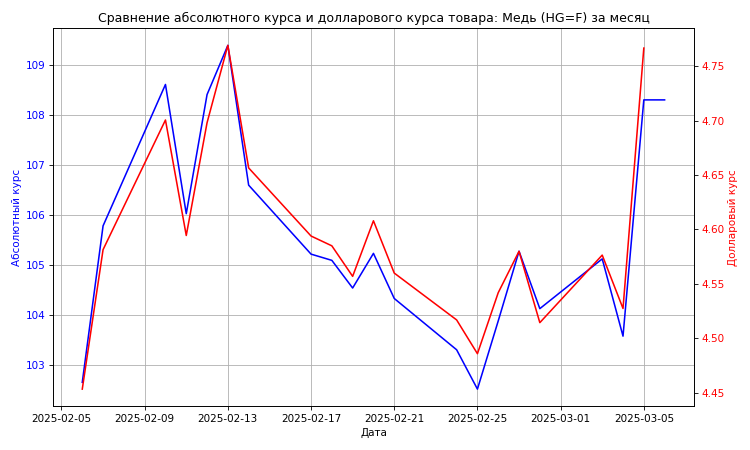 Сравнение абсолютного курса и долларового курса товара: Медь (HG=F) за месяц
Абсолютный курс
109
108
107
106
105
104
103
4.75
4.70
4.65
4.60
4.55
4.50
4.45
Долларовый курс
2025-02-05 2025-02-09 2025-02-13 2025-02-17 2025-02-21 2025-02-25 2025-03-01 2025-03-05
Дата